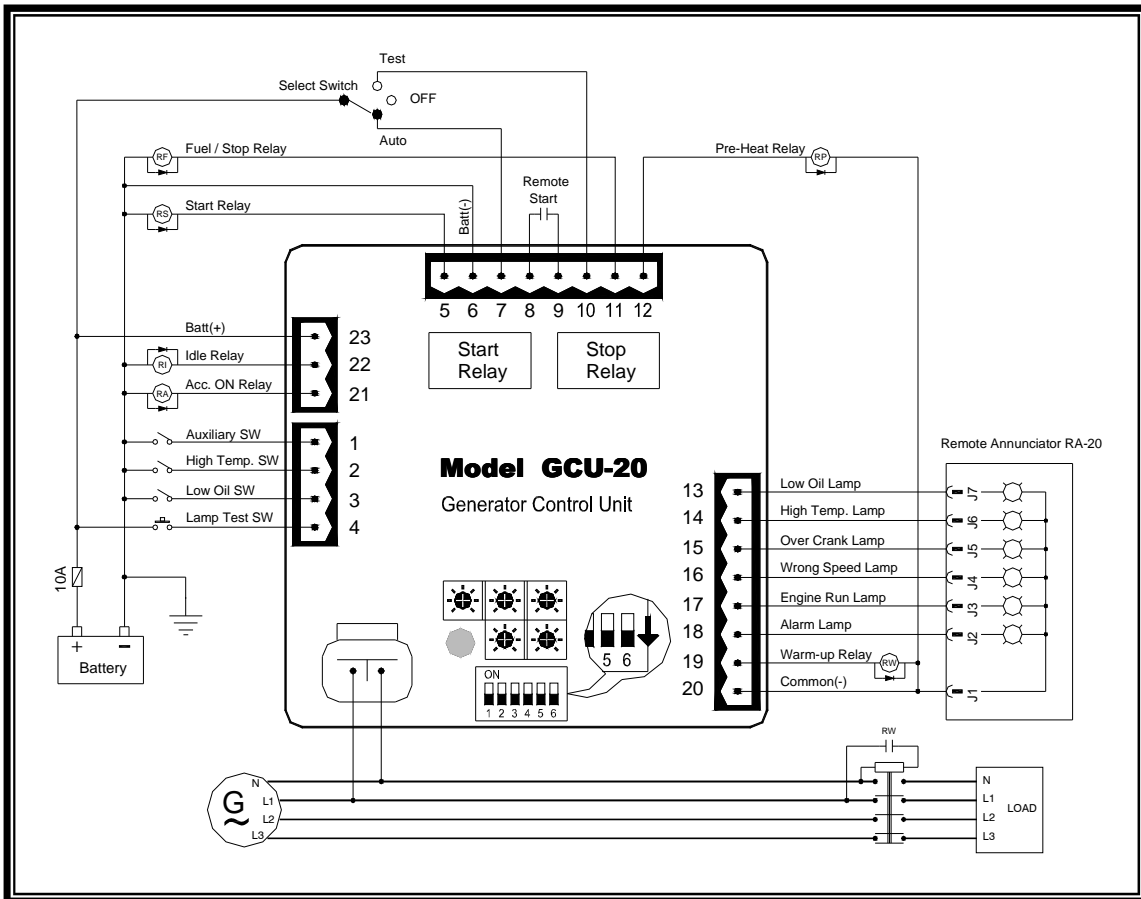 Test
Select Switch
OFF
Auto
RF
Fuel / Stop Relay
Pre-Heat Relay
RP
Remote
Start
RS
Start Relay
Batt(-)
5 6 7 8 9 10 11 12
Start
Relay
Stop
Relay
Batt(+)
23
RI
Idle Relay
22
RA
Acc. ON Relay
21
Auxiliary SW
1
High Temp. SW
2
Low Oil SW
3
Lamp Test SW
4
10A
+ -
Battery
Model GCU-20
Generator Control Unit
Remote Annunciator RA-20
13 Low Oil Lamp J7
14 High Temp. Lamp J6
15 Over Crank Lamp J5
16 Wrong Speed Lamp J4
17 Engine Run Lamp J3
18 Alarm Lamp J2
19 Warm-up Relay RW
20 Common(-) J1
5 6
ON
1 2 3 4 5 6
RW
G
~
N
L1
L2
L3
N
L1
L2
L3
LOAD